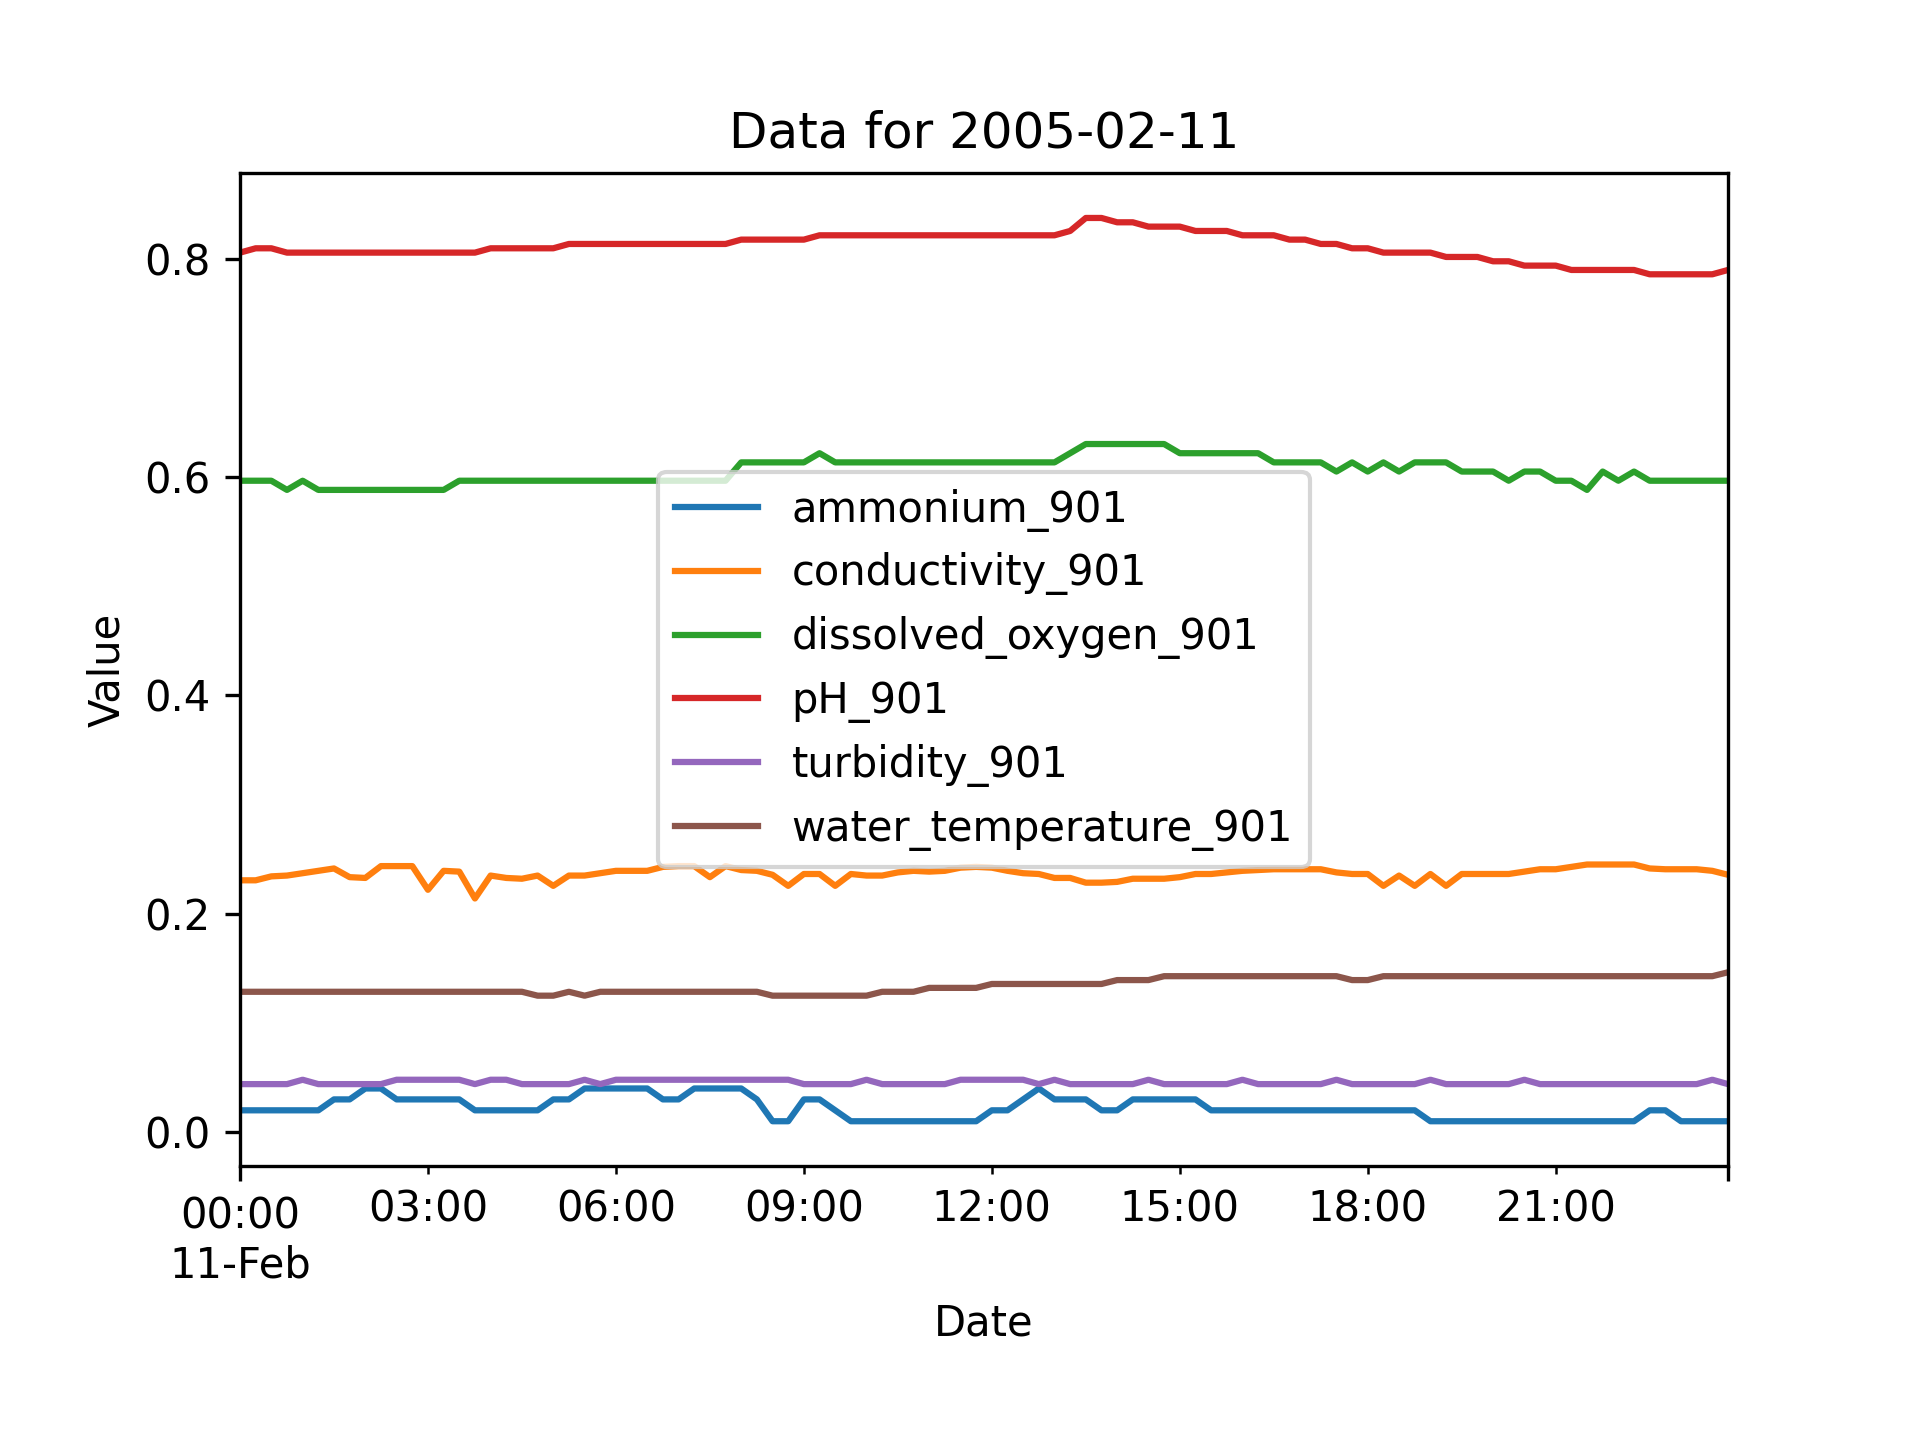 Data for 2005-02-11
Value
0.8
0.6
0.4
0.2
0.0
ammonium_901
conductivity_901
dissolved_oxygen_901
pH_901
turbidity_901
water_temperature_901
00:00 03:00 06:00 09:00 12:00 15:00 18:00 21:00
11-Feb
Date